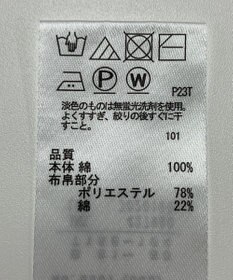 P W
P23T
淡色のものは無蛍光洗剤を使用。
よくすすぎ、絞りの後すぐに干
すこと。
101
品質
本体 綿 100%
布帛部分
ポリエステル 78%
綿 22%